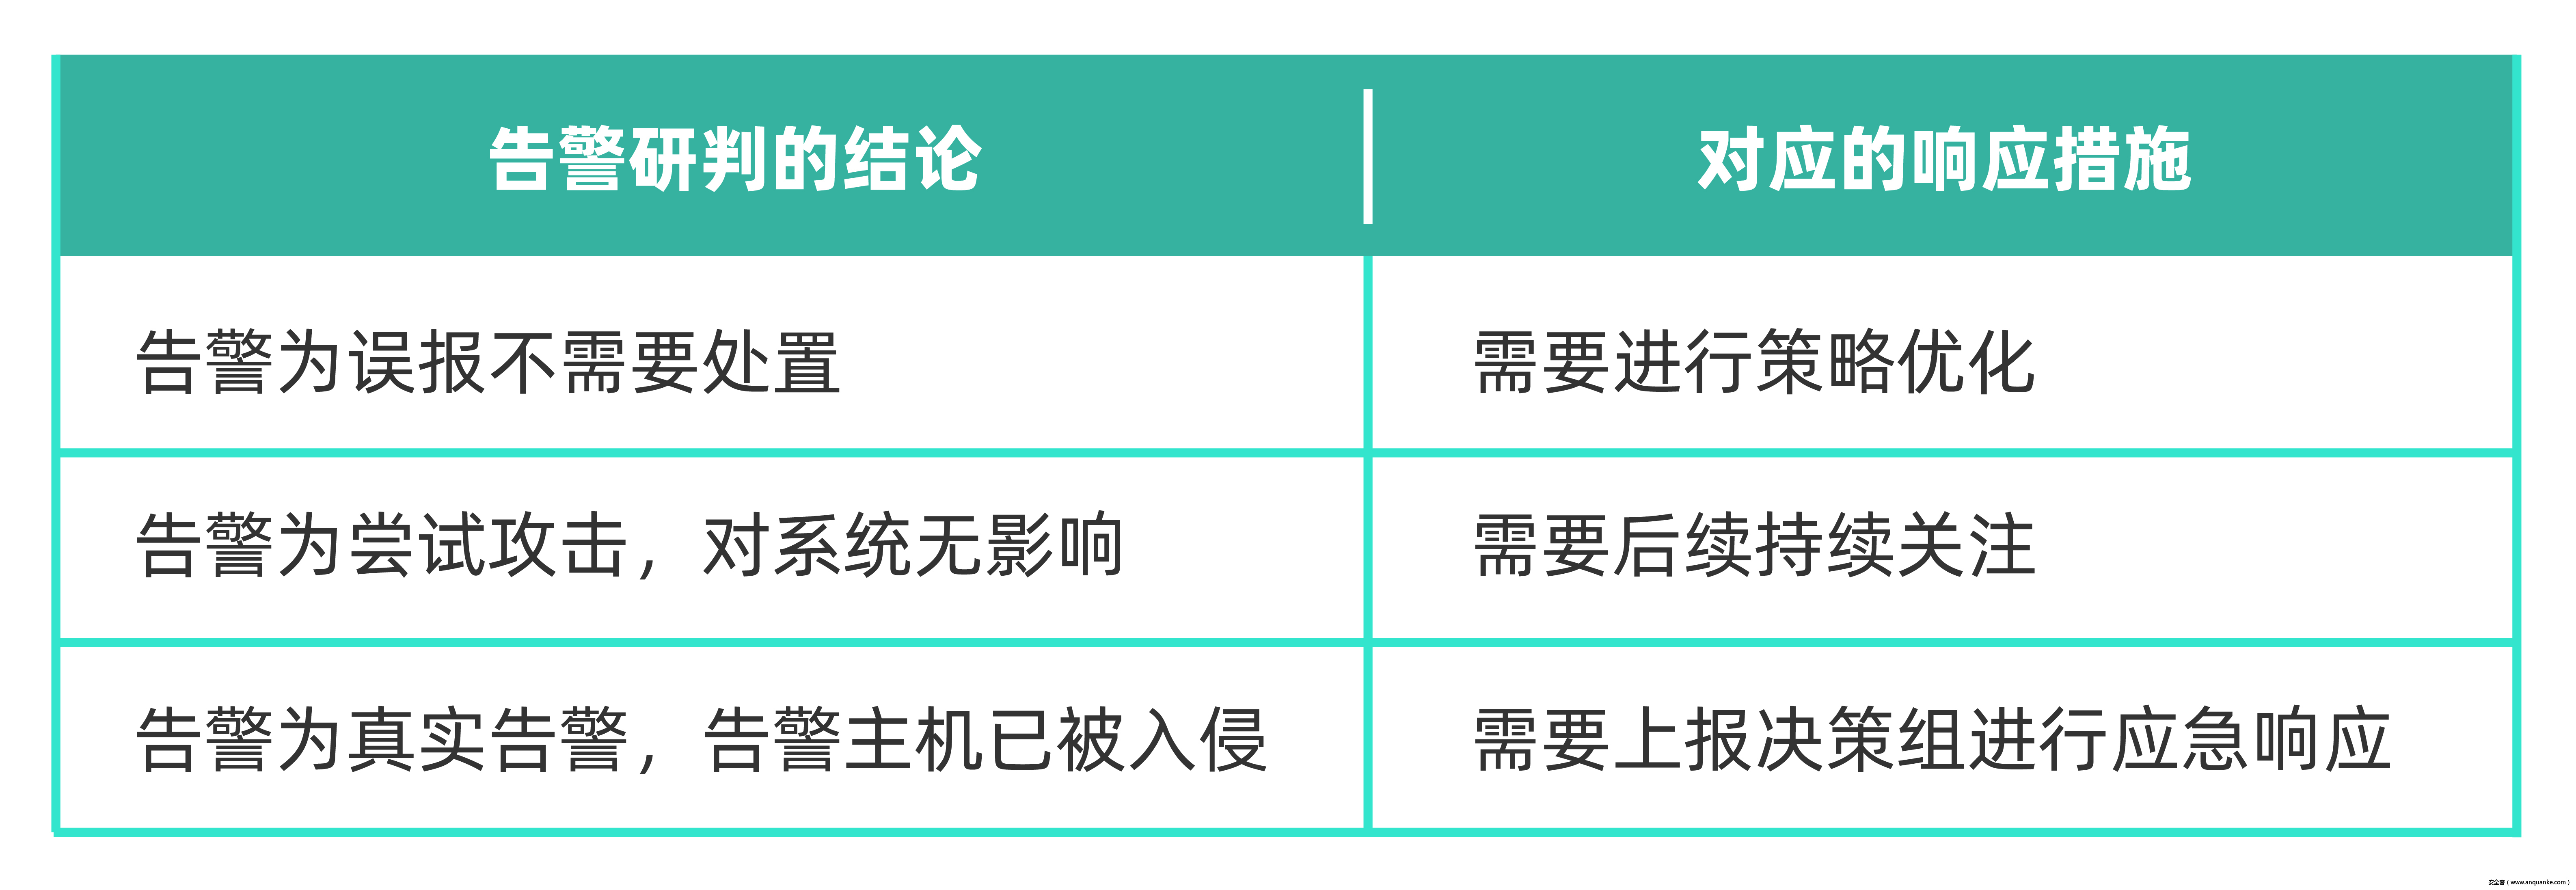 告警研判的结论 对应的响应措施
告警为误报不需要处置 需要进行策略优化
告警为尝试攻击，对系统无影响 需要后续持续关注
告警为真实告警，告警主机已被入侵 需要上报决策组进行应急响应
安全客（www.anquanke.com）